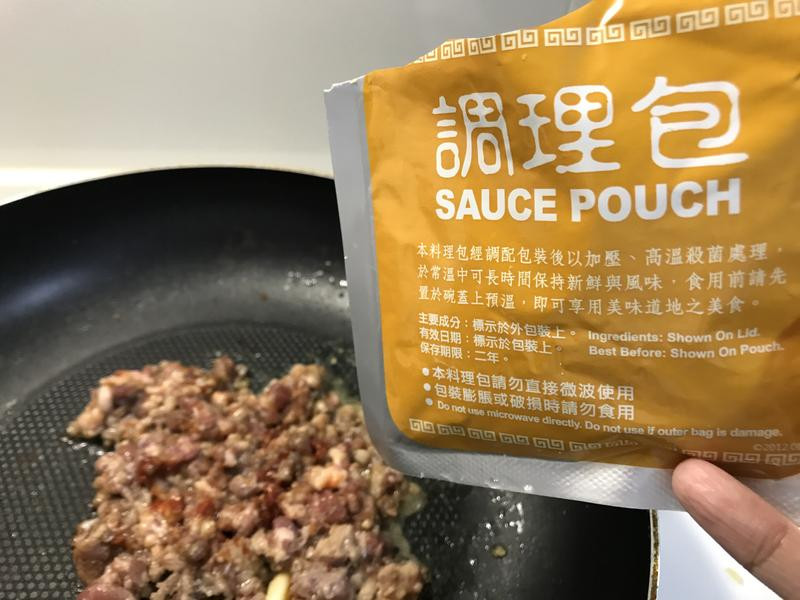 調理包
SAUCE POUCH
本料理包經調配包裝後以加壓、高溫殺菌處理，
於常溫中可長時間保持新鮮與風味，食用前請先
置於碗蓋上預溫，即可享用美味道地之美食。
主要成分：標示於外包裝上。 Ingredients: Shown On Lid.
有效日期：標示於包裝上。 Best Before: Shown On Pouch.
保存期限：二年。
●本料理包請勿直接微波使用
●包裝膨脹或破損時請勿食用
● Do not use microwave directly. Do not use if outer bag is damage.
©2012.